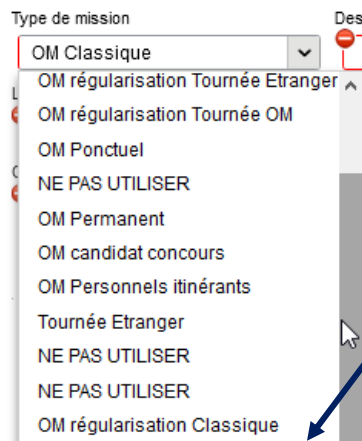 Type de mission
Des
OM Classique
OM régularisation Tournée Etranger
OM régularisation Tournée OM
OM Ponctuel
NE PAS UTILISER
OM Permanent
OM candidat concours
OM Personnels itinérants
Tournée Etranger
NE PAS UTILISER
NE PAS UTILISER
OM régularisation Classique